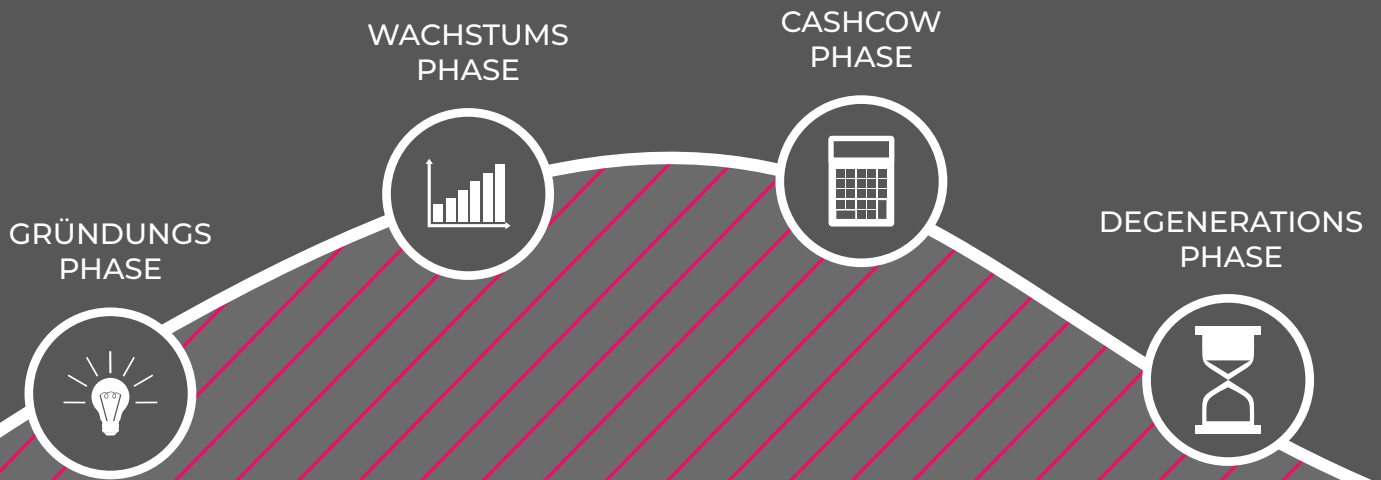 GRÜNDUNGS
PHASE
WACHSTUMS
PHASE
CASHCOW
PHASE
DEGENERATIONS
PHASE